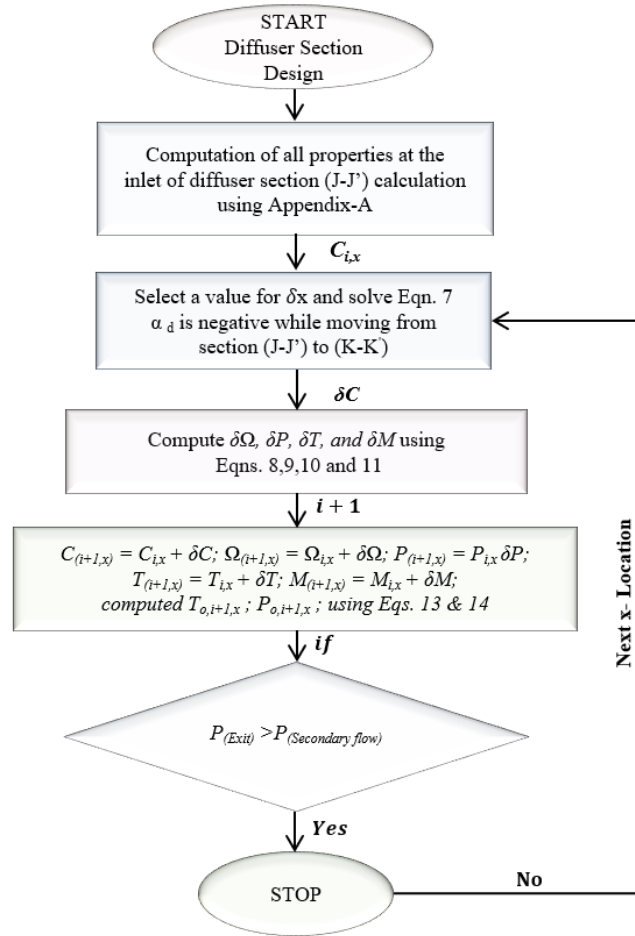 START
Diffuser Section
Design
Computation of all properties at the
inlet of diffuser section (J-J’) calculation
using Appendix-A
C_{i,x}
Select a value for δx and solve Eqn. 7
α_d is negative while moving from
section (J-J’) to (K-K')
δC
Compute δΩ, δP, δT, and δM using
Eqns. 8,9,10 and 11
i + 1
C_{(i+1,x)} = C_{i,x} + δC; Ω_{(i+1,x)} = Ω_{i,x} + δΩ; P_{(i+1,x)} = P_{i,x} δP;
T_{(i+1,x)} = T_{i,x} + δT; M_{(i+1,x)} = M_{i,x} + δM;
computed T_{o,i+1,x} ; P_{o,i+1,x} ; using Eqs. 13 & 14
if
P_{(Exit)} >P_{(Secondary flow)}
Yes
STOP
No
Next x- Location